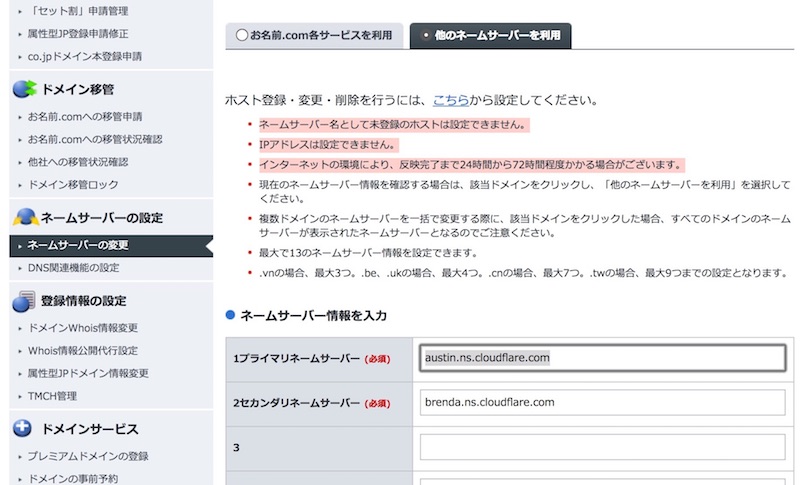 「セット割」申請管理
属性型JP登録申請修正
co.jpドメイン本登録申請
ドメイン移管
お名前.comへの移管申請
お名前.comへの移管状況確認
他社への移管状況確認
ドメイン移管ロック
ネームサーバーの設定
ネームサーバーの変更
DNS関連機能の設定
登録情報の設定
ドメインWhois情報変更
Whois情報公開代行設定
属性型JPドメイン情報変更
TMCH管理
ドメインサービス
プレミアムドメインの登録
ドメインの事前予約
お名前.com各サービスを利用
他のネームサーバーを利用
ホスト登録・変更・削除を行うには、こちらから設定してください。
ネームサーバー名として未登録のホストは設定できません。
IPアドレスは設定できません。
インターネットの環境により、反映完了まで24時間から72時間程度かかる場合がございます。
現在のネームサーバー情報を確認する場合は、該当ドメインをクリックし、「他のネームサーバーを利用」を選択して
ください。
複数ドメインのネームサーバーを一括で変更する際に、該当ドメインをクリックした場合、すべてのドメインのネーム
サーバーが表示されたネームサーバーとなるのでご注意ください。
最大で13のネームサーバー情報を設定できます。
.vnの場合、最大3つ。.be、.ukの場合、最大4つ。.cnの場合、最大7つ。.twの場合、最大9つまでの設定となります。
ネームサーバー情報を入力
1プライマリネームサーバー (必須)
austin.ns.cloudflare.com
2セカンダリネームサーバー (必須)
brenda.ns.cloudflare.com
3